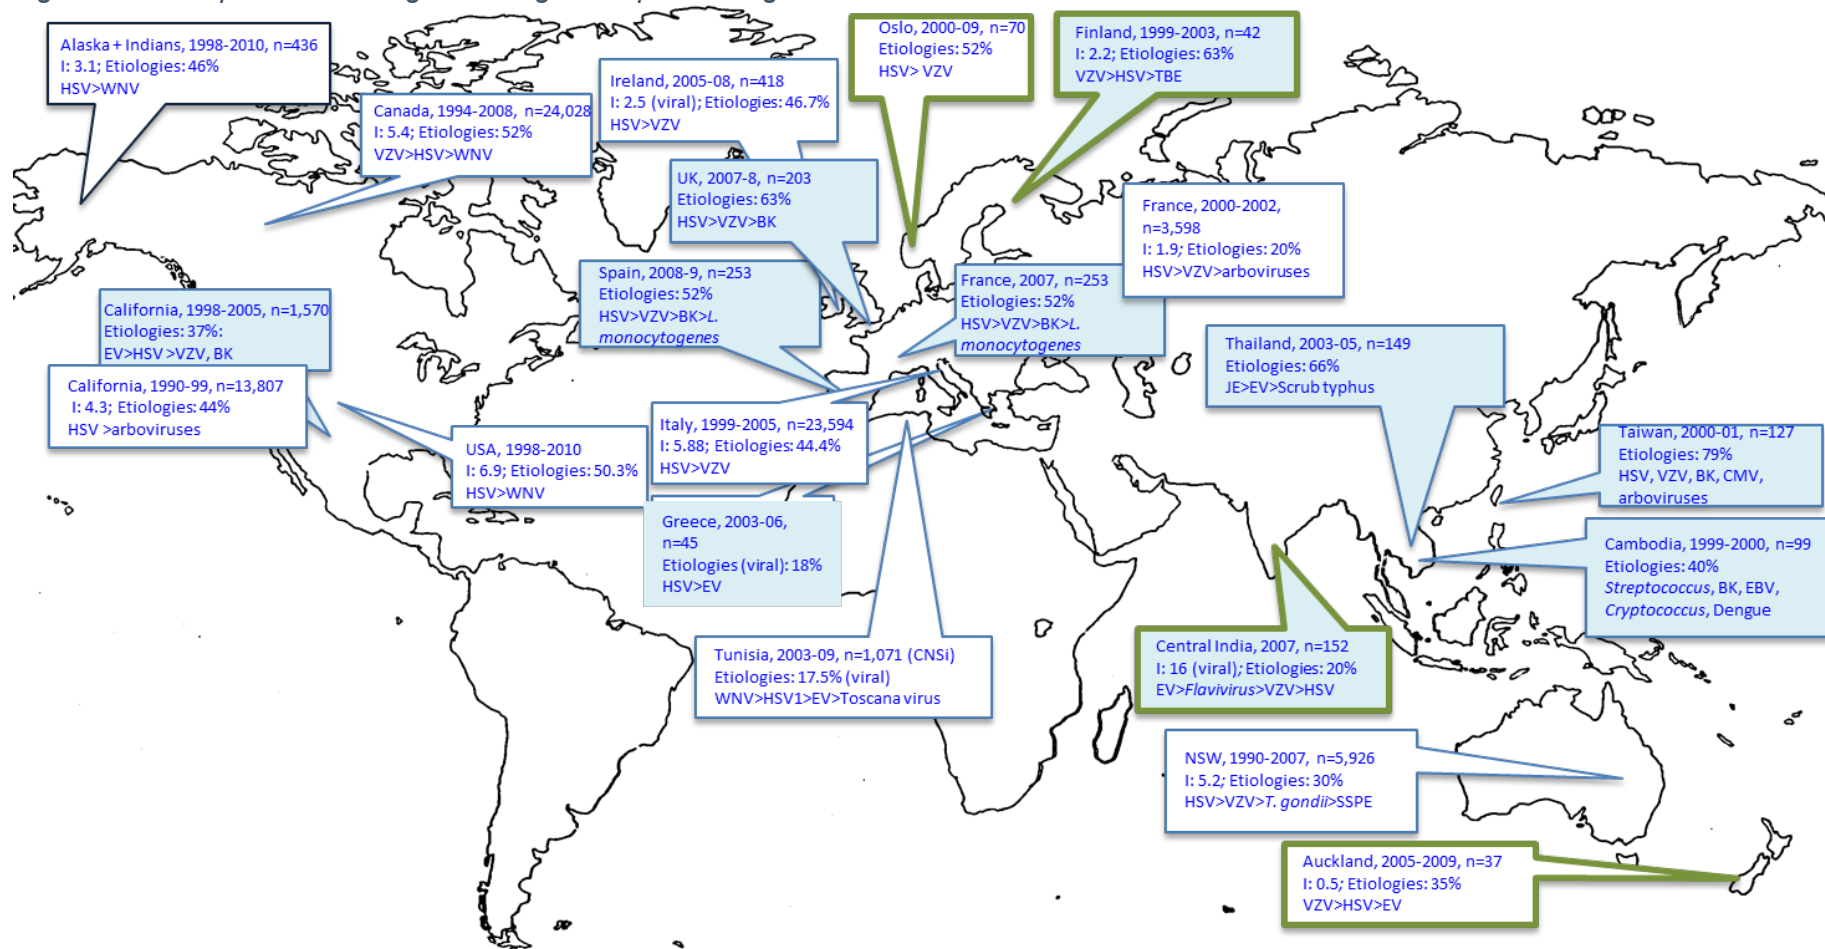 Alaska + Indians, 1998-2010, n=436
I: 3.1; Etiologies: 46%
HSV>WNV
Canada, 1994-2008, n=24,028
I: 5.4; Etiologies: 52%
VZV>HSV>WNV
Ireland, 2005-08, n=418
I: 2.5 (viral); Etiologies: 46.7%
HSV>VZV
Oslo, 2000-09, n=70
Etiologies: 52%
HSV> VZV
Finland, 1999-2003, n=42
I: 2.2; Etiologies: 63%
VZV>HSV>TBE
UK, 2007-8, n=203
Etiologies: 63%
HSV>VZV>BK
France, 2000-2002,
n=3,598
I: 1.9; Etiologies: 20%
HSV>VZV>arboviruses
Spain, 2008-9, n=253
Etiologies: 52%
HSV>VZV>BK>L.
monocytogenes
France, 2007, n=253
Etiologies: 52%
HSV>VZV>BK>L.
monocytogenes
California, 1998-2005, n=1,570
Etiologies: 37%:
EV>HSV >VZV, BK
California, 1990-99, n=13,807
I: 4.3; Etiologies: 44%
HSV >arboviruses
USA, 1998-2010
I: 6.9; Etiologies: 50.3%
HSV>WNV
Italy, 1999-2005, n=23,594
I: 5.88; Etiologies: 44.4%
HSV>VZV
Thailand, 2003-05, n=149
Etiologies: 66%
JE>EV>Scrub typhus
Taiwan, 2000-01, n=127
Etiologies: 79%
HSV, VZV, BK, CMV,
arboviruses
Greece, 2003-06,
n=45
Etiologies (viral): 18%
HSV>EV
Cambodia, 1999-2000, n=99
Etiologies: 40%
Streptococcus, BK, EBV,
Cryptococcus, Dengue
Tunisia, 2003-09, n=1,071 (CNSi)
Etiologies: 17.5% (viral)
WNV>HSV1>EV>Toscana virus
Central India, 2007, n=152
I: 16 (viral); Etiologies: 20%
EV>Flavivirus>VZV>HSV
NSW, 1990-2007, n=5,926
I: 5.2; Etiologies: 30%
HSV>VZV>T. gondii>SSPE
Auckland, 2005-2009, n=37
I: 0.5; Etiologies: 35%
VZV>HSV>EV